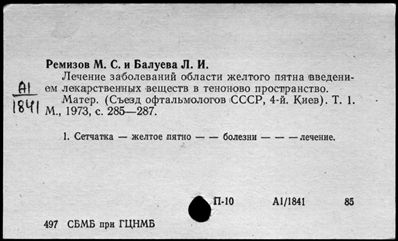 Ремизов М. С. и Балуева Л. И.
Лечение заболеваний области желтого пятна введени-
ем лекарственных веществ в теноново пространство.
А1
1841
Матер. (Съезд офтальмологов СССР, 4-й. Киев). Т. 1.
М., 1973, с. 285—287.
1. Сетчатка — желтое пятно — — болезни — — —лечение.
П-10 А1/1841 85
497 СБМБ при ГЦНМБ